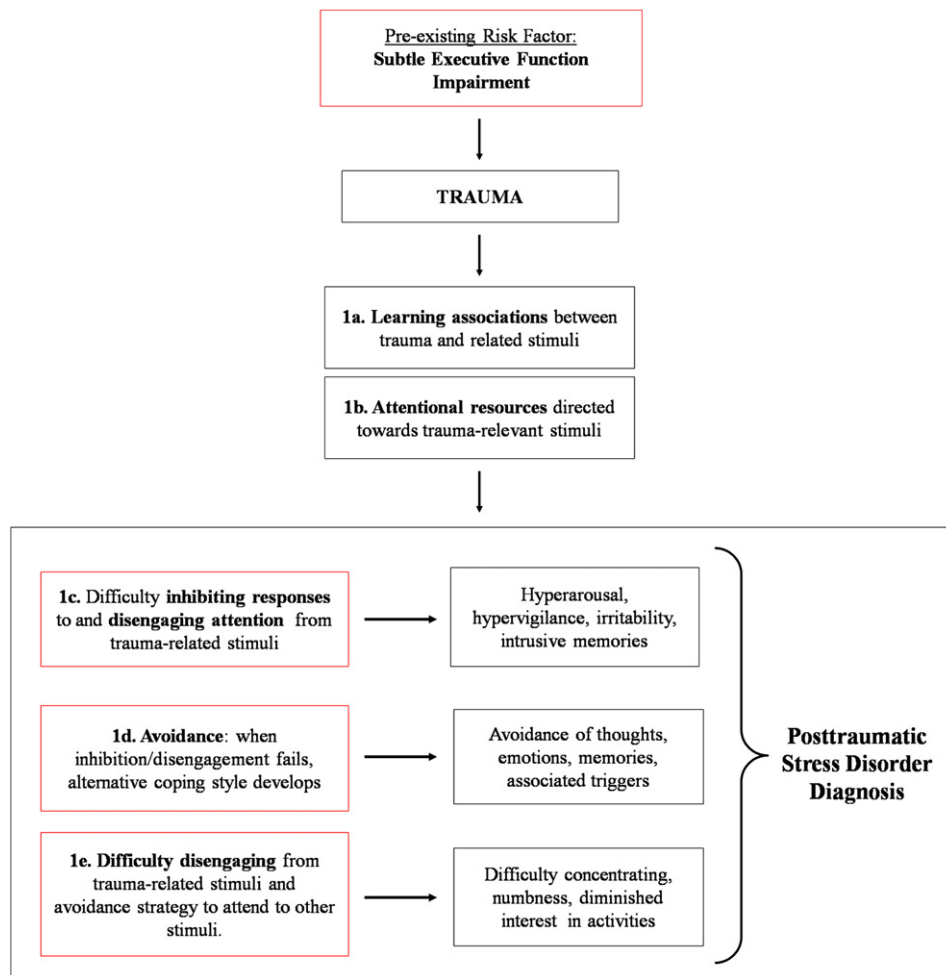 Pre-existing Risk Factor:
Subtle Executive Function
Impairment
TRAUMA
1a. Learning associations between
trauma and related stimuli
1b. Attentional resources directed
towards trauma-relevant stimuli
1c. Difficulty inhibiting responses
to and disengaging attention from
trauma-related stimuli
Hyperarousal,
hypervigilance, irritability,
intrusive memories
1d. Avoidance: when
inhibition/disengagement fails,
alternative coping style develops
Avoidance of thoughts,
emotions, memories,
associated triggers
1e. Difficulty disengaging from
trauma-related stimuli and
avoidance strategy to attend to other
stimuli.
Difficulty concentrating,
numbness, diminished
interest in activities
Posttraumatic
Stress Disorder
Diagnosis